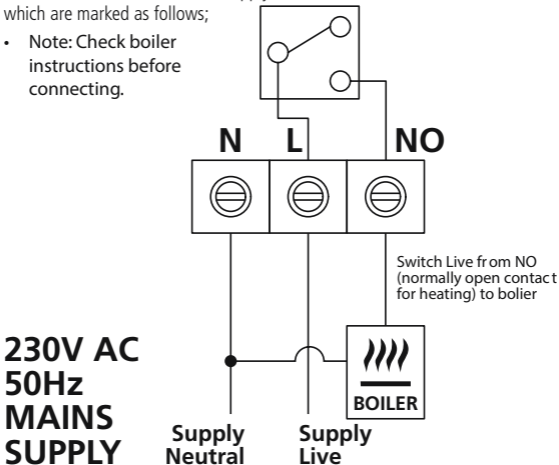 which are marked as follows;
• Note: Check boiler
instructions before
connecting.
N L NO
Switch Live from NO
(normally open contact
for heating) to bolier
230V AC
50Hz
MAINS
SUPPLY
BOILER
Supply
Neutral
Supply
Live